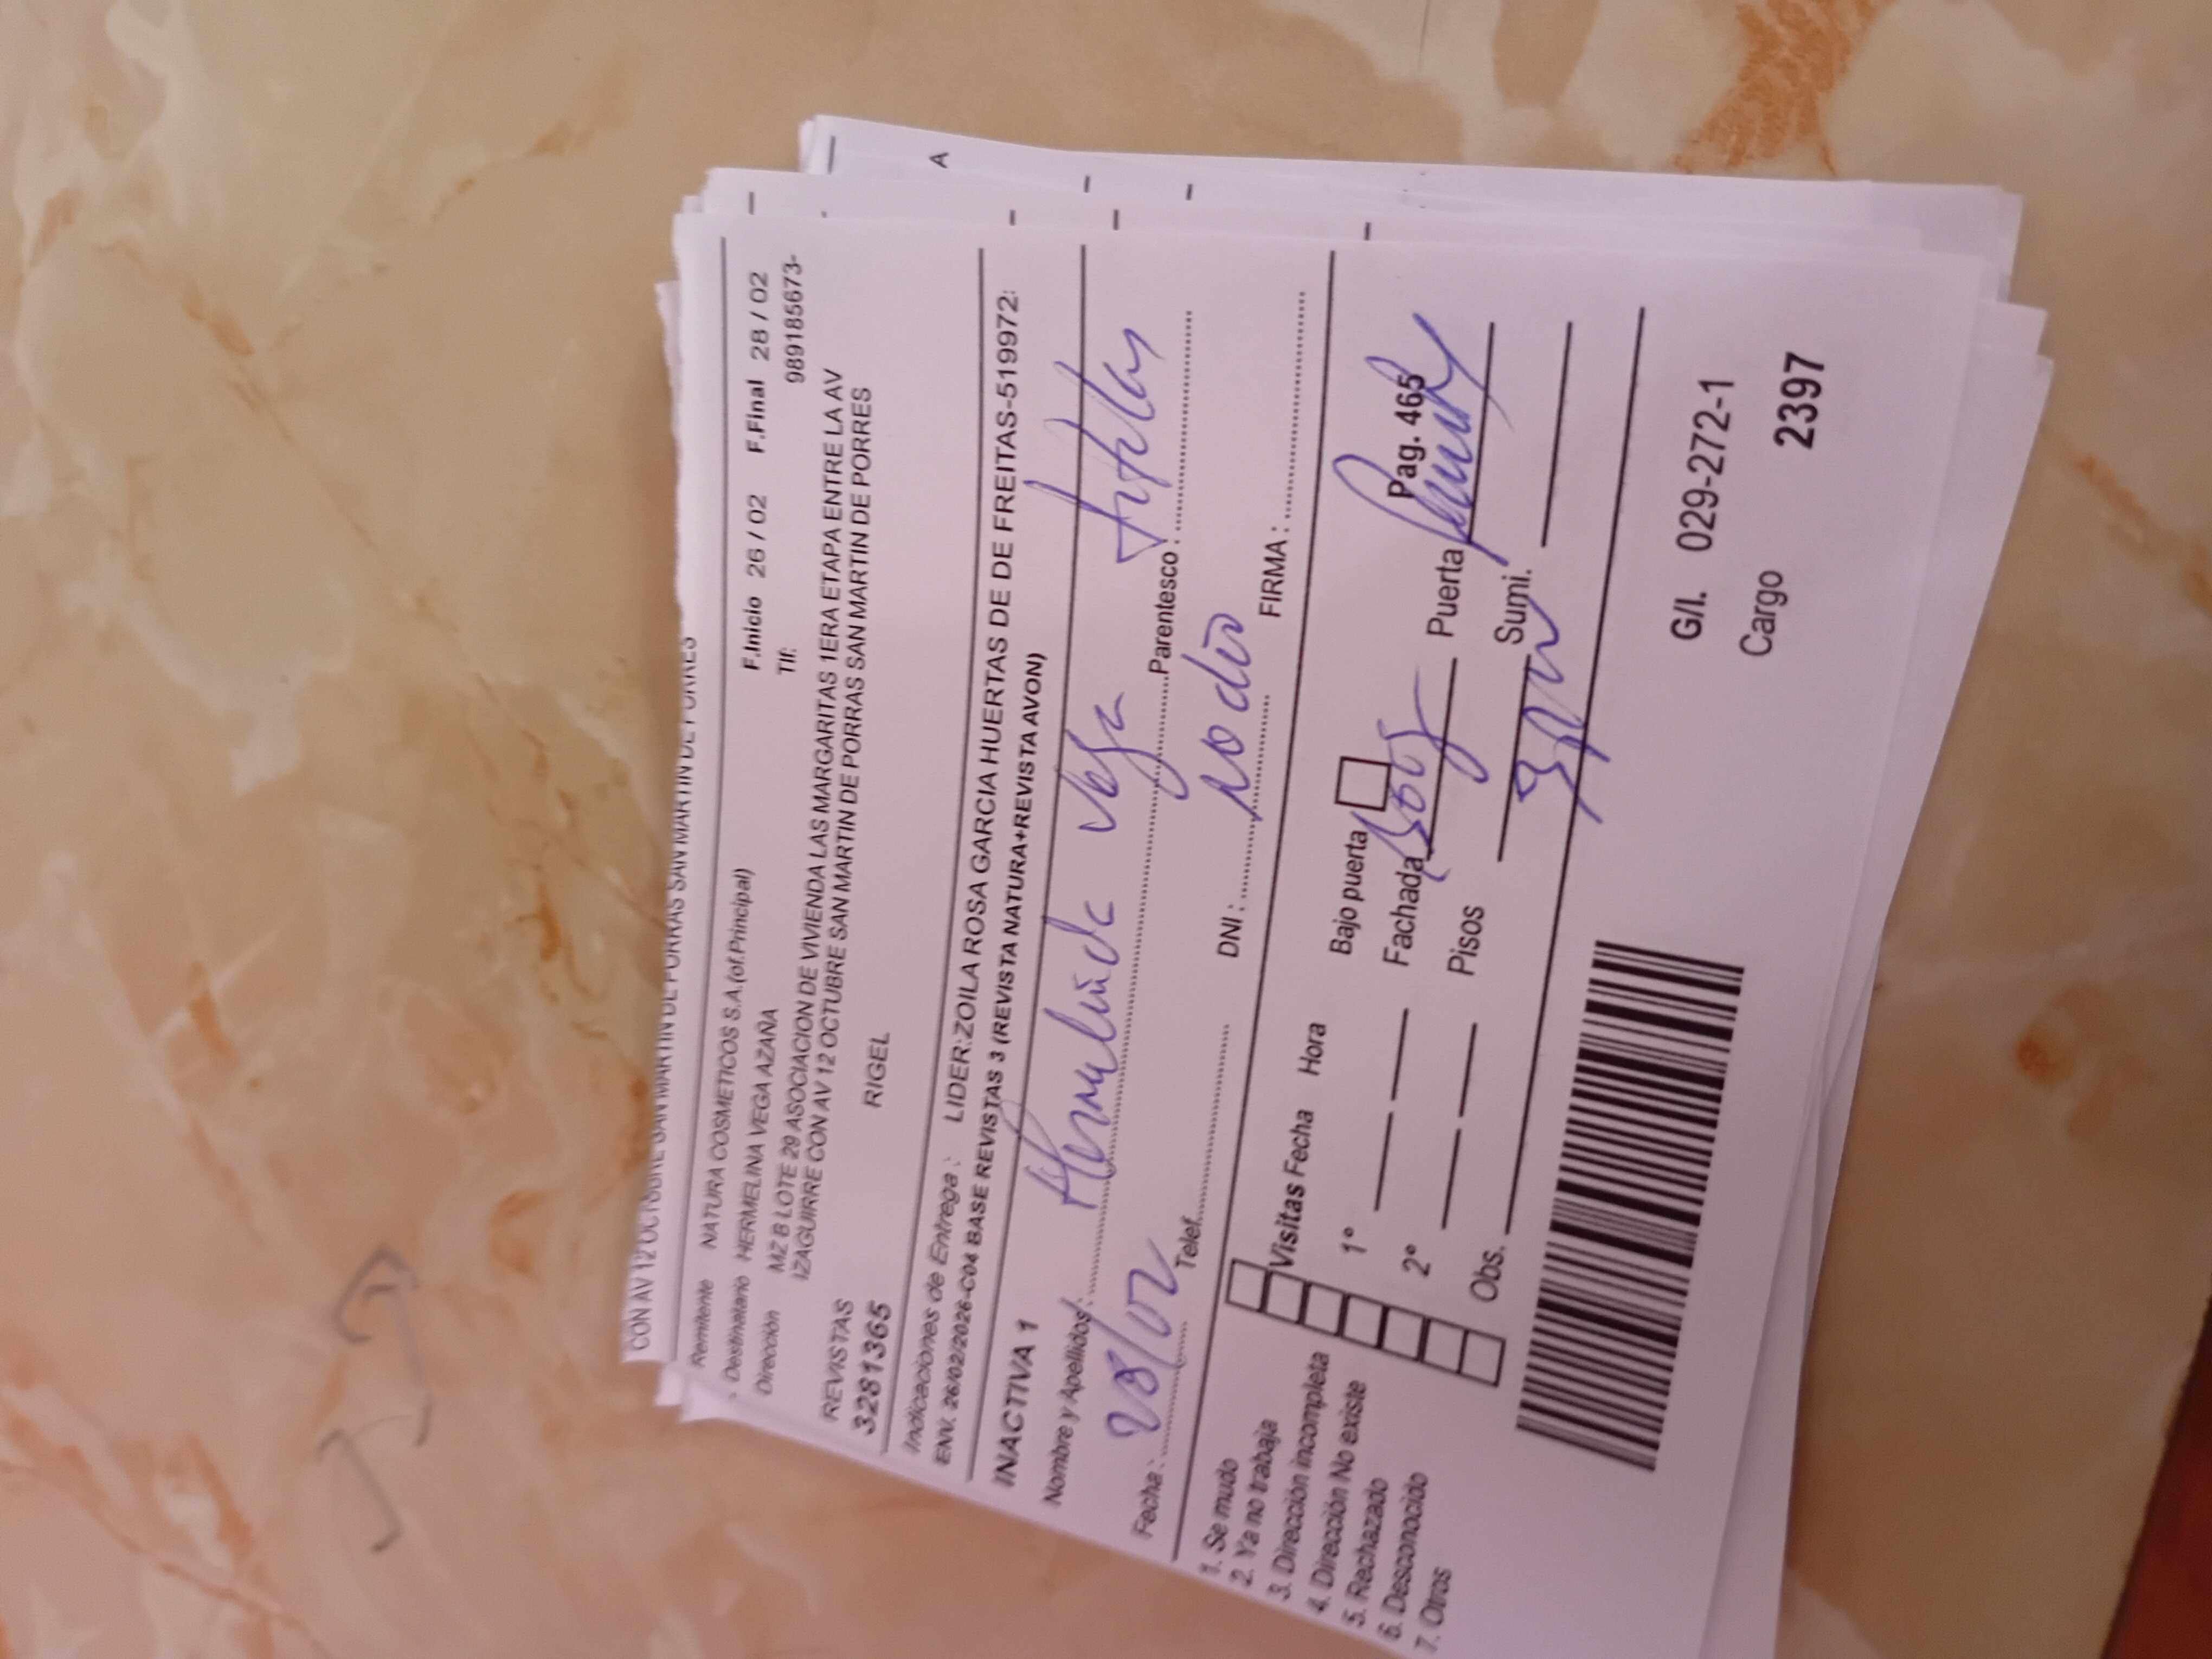 CON AV 12 OCTUBRE SAN MARTIN DE PORRAS SAN MARTIN DE PORRES
Remitente NATURA COSMETICOS S.A.(of.Principal)
Destinatario HERMELINA VEGA AZAÑA F.Inicio 26 / 02 F.Final 28 / 02
Dirección MZ B LOTE 29 ASOCIACION DE VIVIENDA LAS MARGARITAS 1ERA ETAPA ENTRE LA AV Tlf: 989185673-
IZAGUIRRE CON AV 12 OCTUBRE SAN MARTIN DE PORRAS SAN MARTIN DE PORRES
REVISTAS
32813365 RIGEL
Indicaciones de Entrega : LIDER:ZOILA ROSA GARCIA HUERTAS DE DE FREITAS-519972:
ENV. 26/02/2026-C04 BASE REVISTAS 3 (REVISTA NATURA+REVISTA AVON)
INACTIVA 1
Nombre y Apellidos: Vega Parentesco :
Fecha : 28/02 Telef. DNI : no dio FIRMA :
1. Se mudo
2. Ya no trabaja
3. Dirección incompleta
4. Dirección No existe
5. Rechazado
6. Desconocido
7. Otros
Visitas Fecha Hora
1º
2º
Obs.
Bajo puerta
Fachada Puerta Pag. 465
Pisos Sumi.
G/I. 029-272-1
Cargo 2397
A